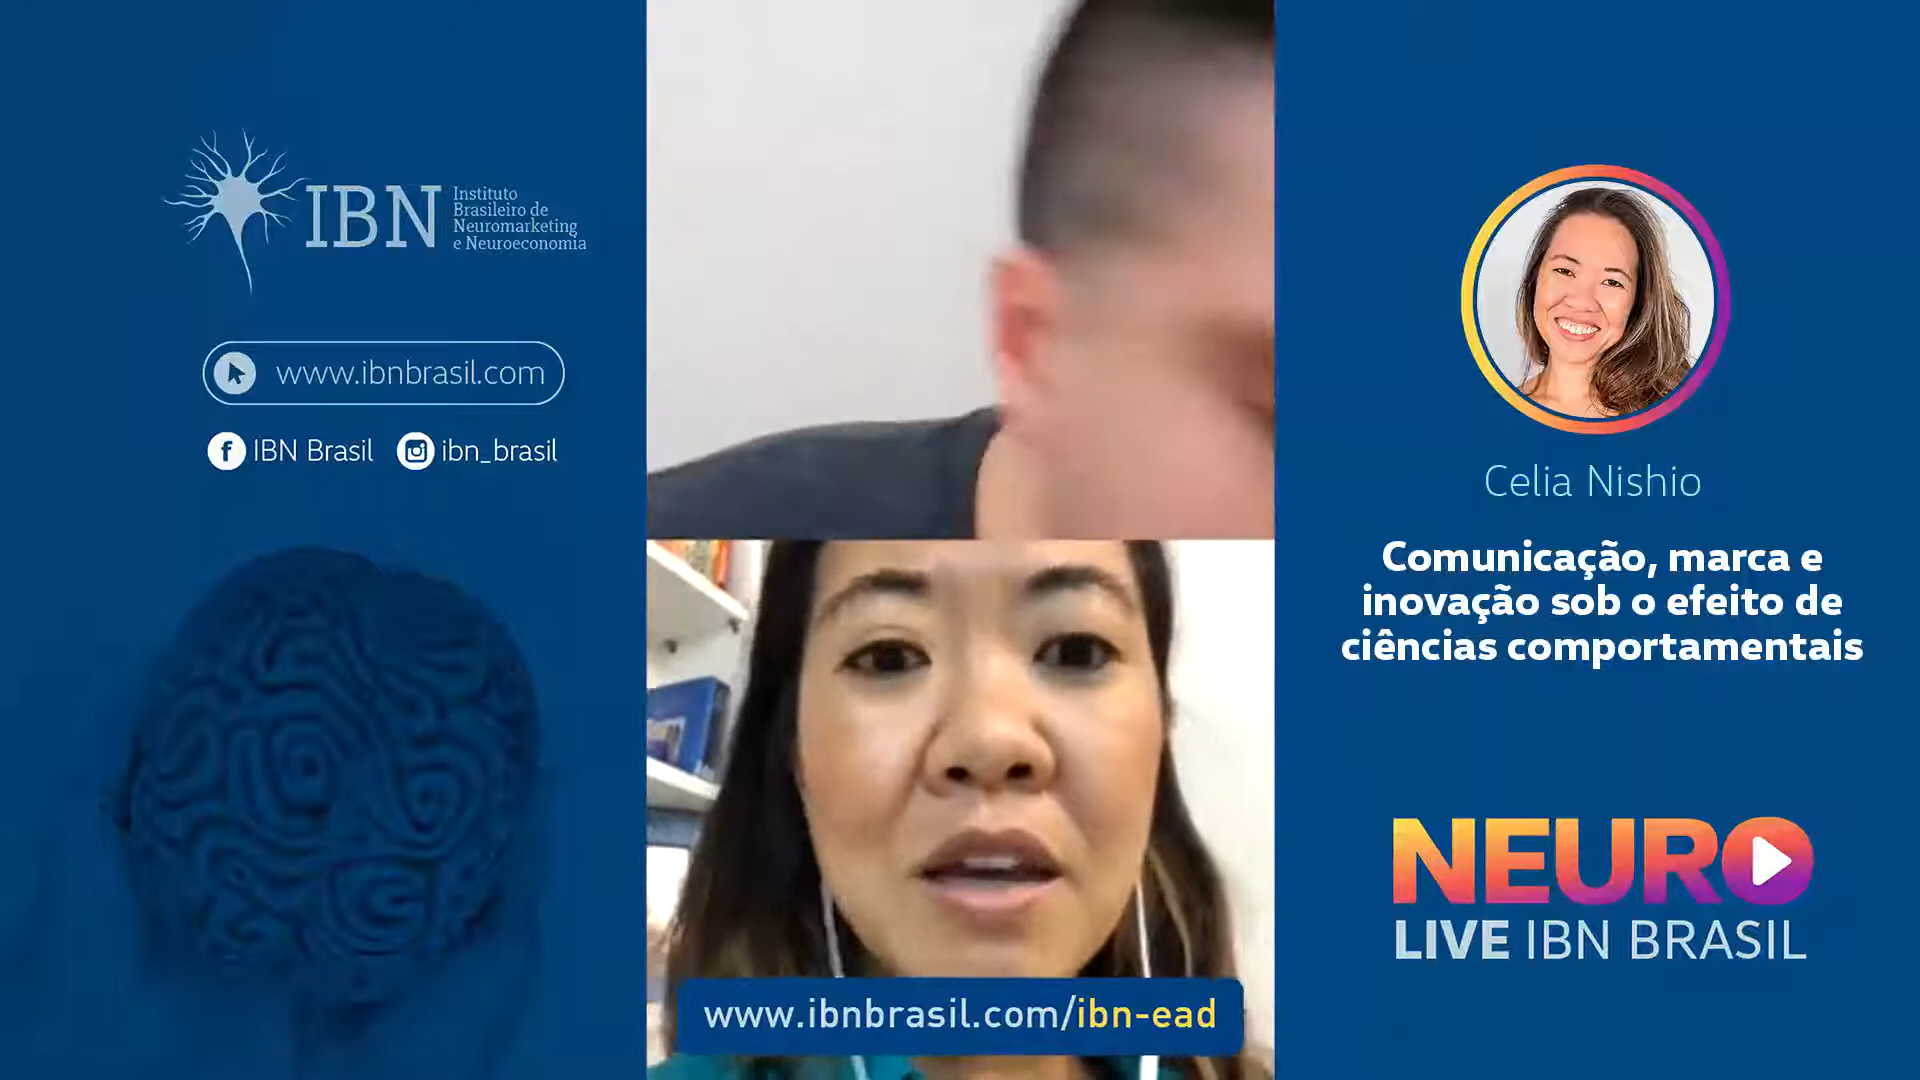 IBN
Instituto
Brasileiro de
Neuromarketing
e Neuroeconomia
www.ibnbrasil.com
IBN Brasil
ibn_brasil
www.ibnbrasil.com/ibn-ead
Celia Nishio
Comunicação, marca e
inovação sob o efeito de
ciências comportamentais
NEURO
LIVE IBN BRASIL